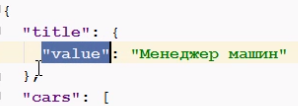 {
"title": {
"value": "Менеджер машин"
},
"cars": [